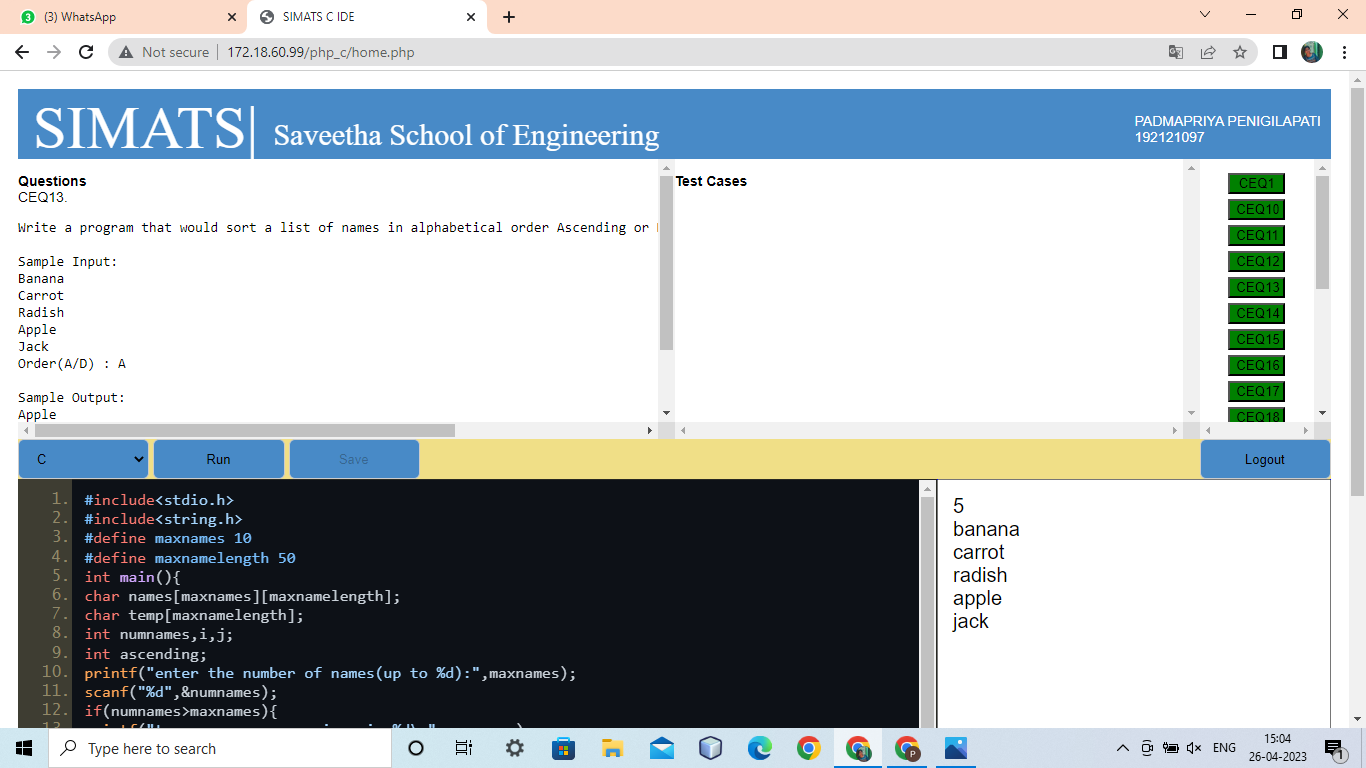 (3) WhatsApp
SIMATS C IDE
Not secure
172.18.60.99/php_c/home.php
SIMATS|
Saveetha School of Engineering
PADMAPRIYA PENIGILAPATI
192121097
Questions
CEQ13.
Write a program that would sort a list of names in alphabetical order Ascending or
Sample Input:
Banana
Carrot
Radish
Apple
Jack
Order(A/D) : A
Sample Output:
Apple
Test Cases
CEQ1
CEQ10
CEQ11
CEQ12
CEQ13
CEQ14
CEQ15
CEQ16
CEQ17
CEQ18
C
Run
Save
Logout
1. #include<stdio.h>
2. #include<string.h>
3. #define maxnames 10
4. #define maxnamelength 50
5. int main(){
6. char names[maxnames][maxnamelength];
7. char temp[maxnamelength];
8. int numnames,i,j;
9. int ascending;
10. printf("enter the number of names(up to %d):",maxnames);
11. scanf("%d",&numnames);
12. if(numnames>maxnames){
5
banana
carrot
radish
apple
jack
Type here to search
ENG
15:04
26-04-2023
1